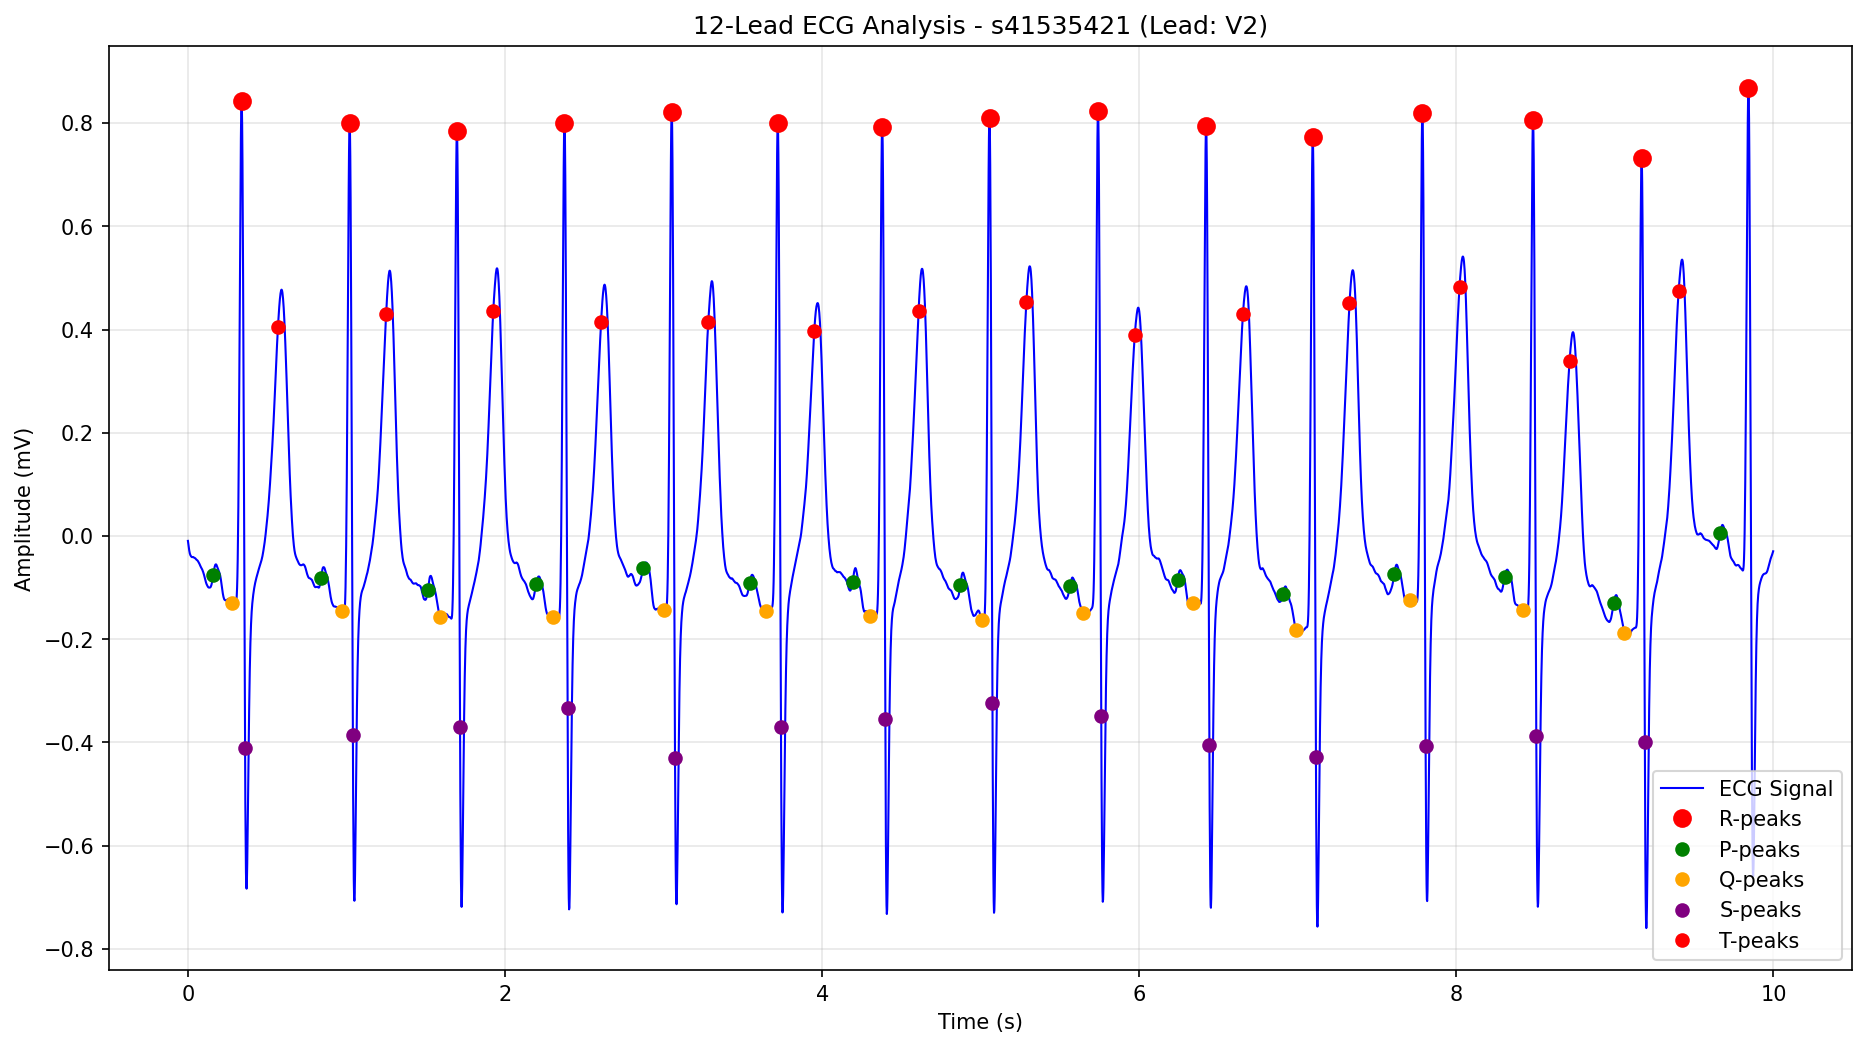 12-Lead ECG Analysis - s41535421 (Lead: V2)
Amplitude (mV)
0.8
0.6
0.4
0.2
0.0
−0.2
−0.4
−0.6
−0.8
0 2 4 6 8 10
Time (s)
ECG Signal
R-peaks
P-peaks
Q-peaks
S-peaks
T-peaks